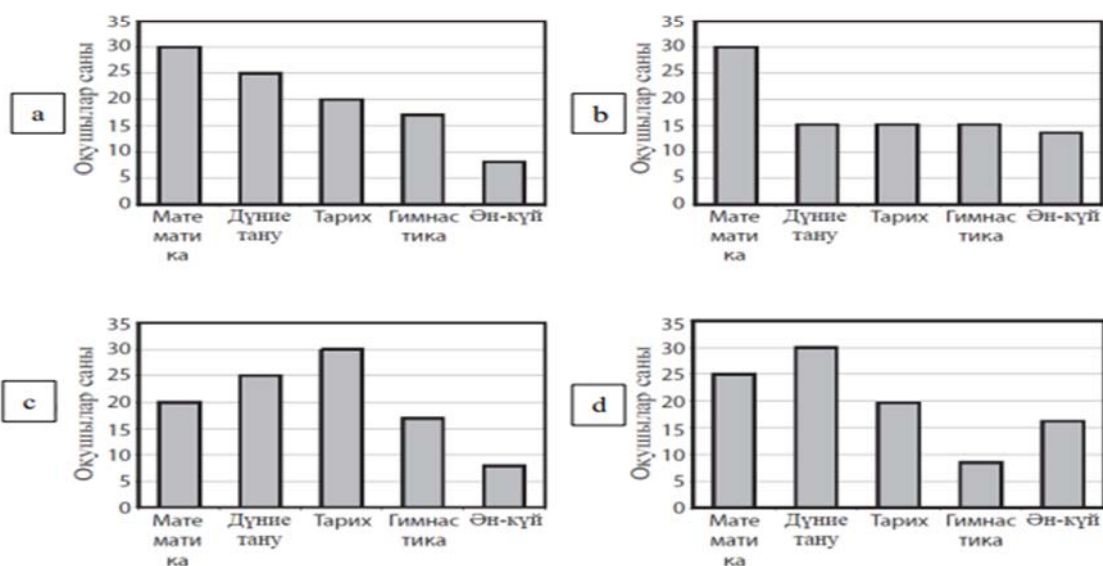 a
Оқушылар саны
35
30
25
20
15
10
5
0
Мате
мати
ка
Дүние
тану
Тарих
Гимнас
тика
Ән-күй
b
Оқушылар саны
35
30
25
20
15
10
5
0
Мате
мати
ка
Дүние
тану
Тарих
Гимнас
тика
Ән-күй
c
Оқушылар саны
35
30
25
20
15
10
5
0
Мате
мати
ка
Дүние
тану
Тарих
Гимнас
тика
Ән-күй
d
Оқушылар саны
35
30
25
20
15
10
5
0
Мате
мати
ка
Дүние
тану
Тарих
Гимнас
тика
Ән-күй